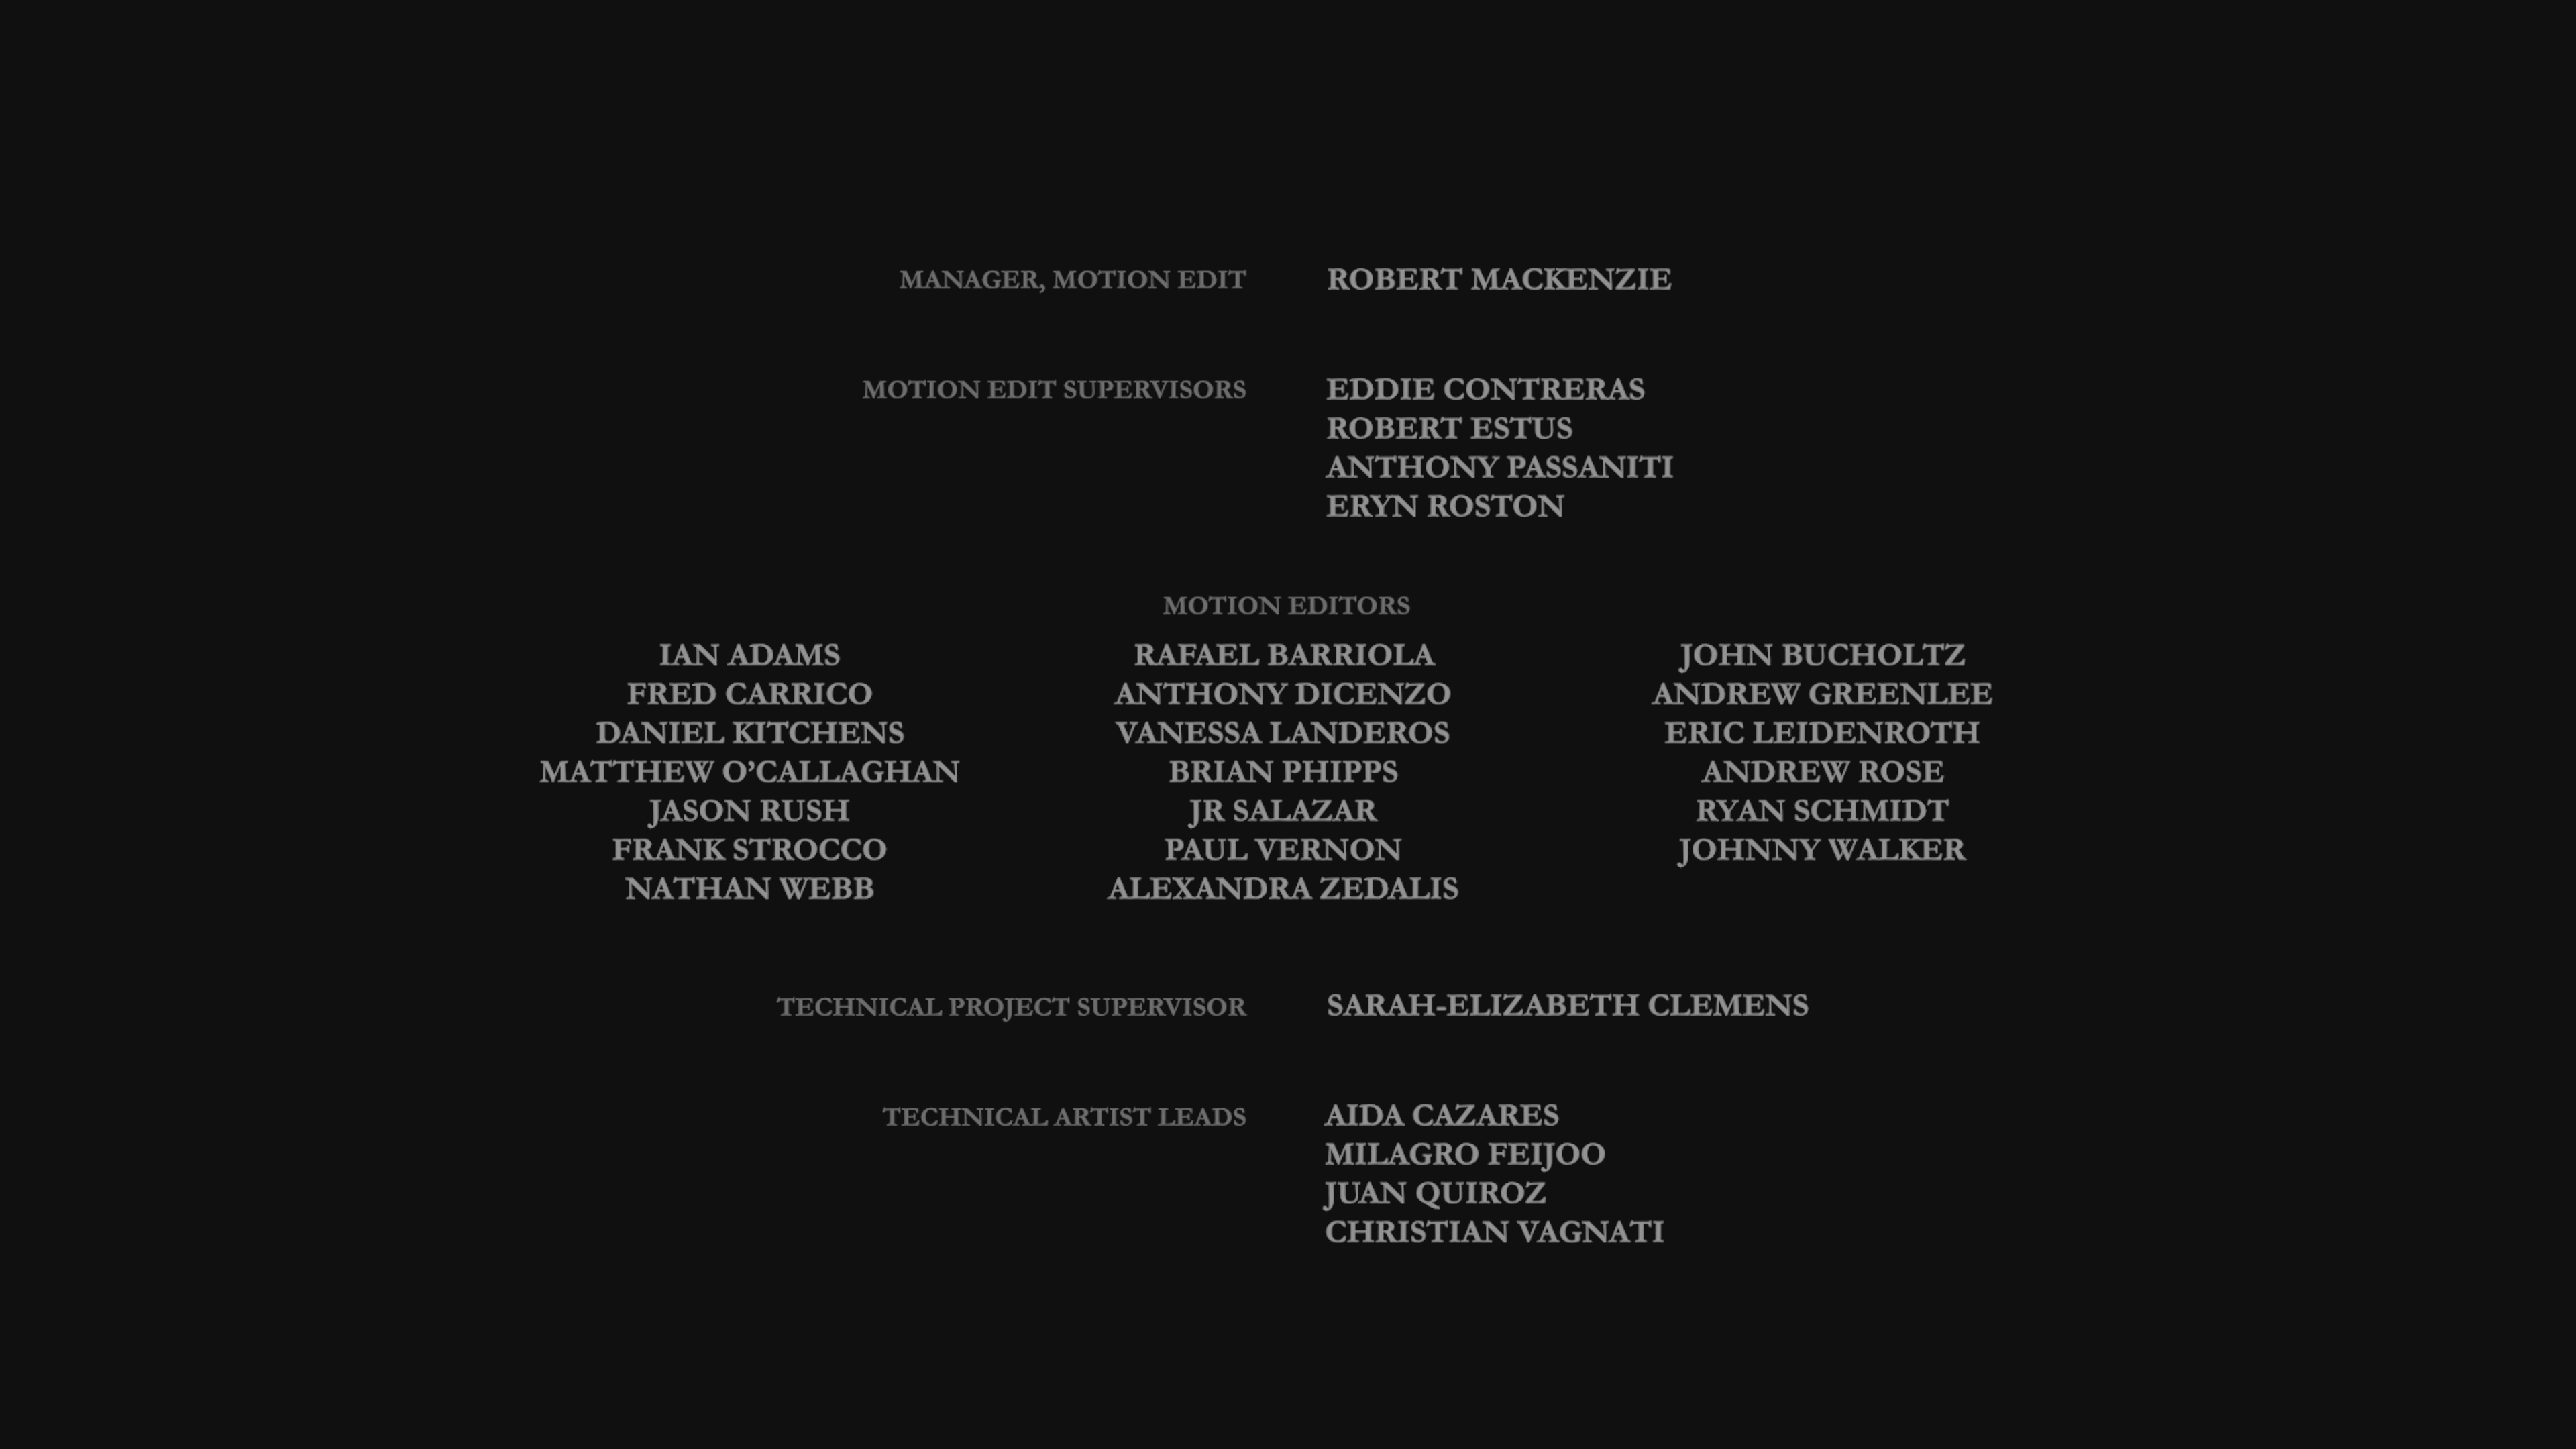 MANAGER, MOTION EDIT ROBERT MACKENZIE
MOTION EDIT SUPERVISORS EDDIE CONTRERAS
ROBERT ESTUS
ANTHONY PASSANITI
ERYN ROSTON
MOTION EDITORS
IAN ADAMS RAFAEL BARRIOLA JOHN BUCHOLTZ
FRED CARRICO ANTHONY DICENZO ANDREW GREENLEE
DANIEL KITCHENS VANESSA LANDEROS ERIC LEIDENROTH
MATTHEW O’CALLAGHAN BRIAN PHIPPS ANDREW ROSE
JASON RUSH JR SALAZAR RYAN SCHMIDT
FRANK STROCCO PAUL VERNON JOHNNY WALKER
NATHAN WEBB ALEXANDRA ZEDALIS
TECHNICAL PROJECT SUPERVISOR SARAH-ELIZABETH CLEMENS
TECHNICAL ARTIST LEADS AIDA CAZARES
MILAGRO FEIJOO
JUAN QUIROZ
CHRISTIAN VAGNATI